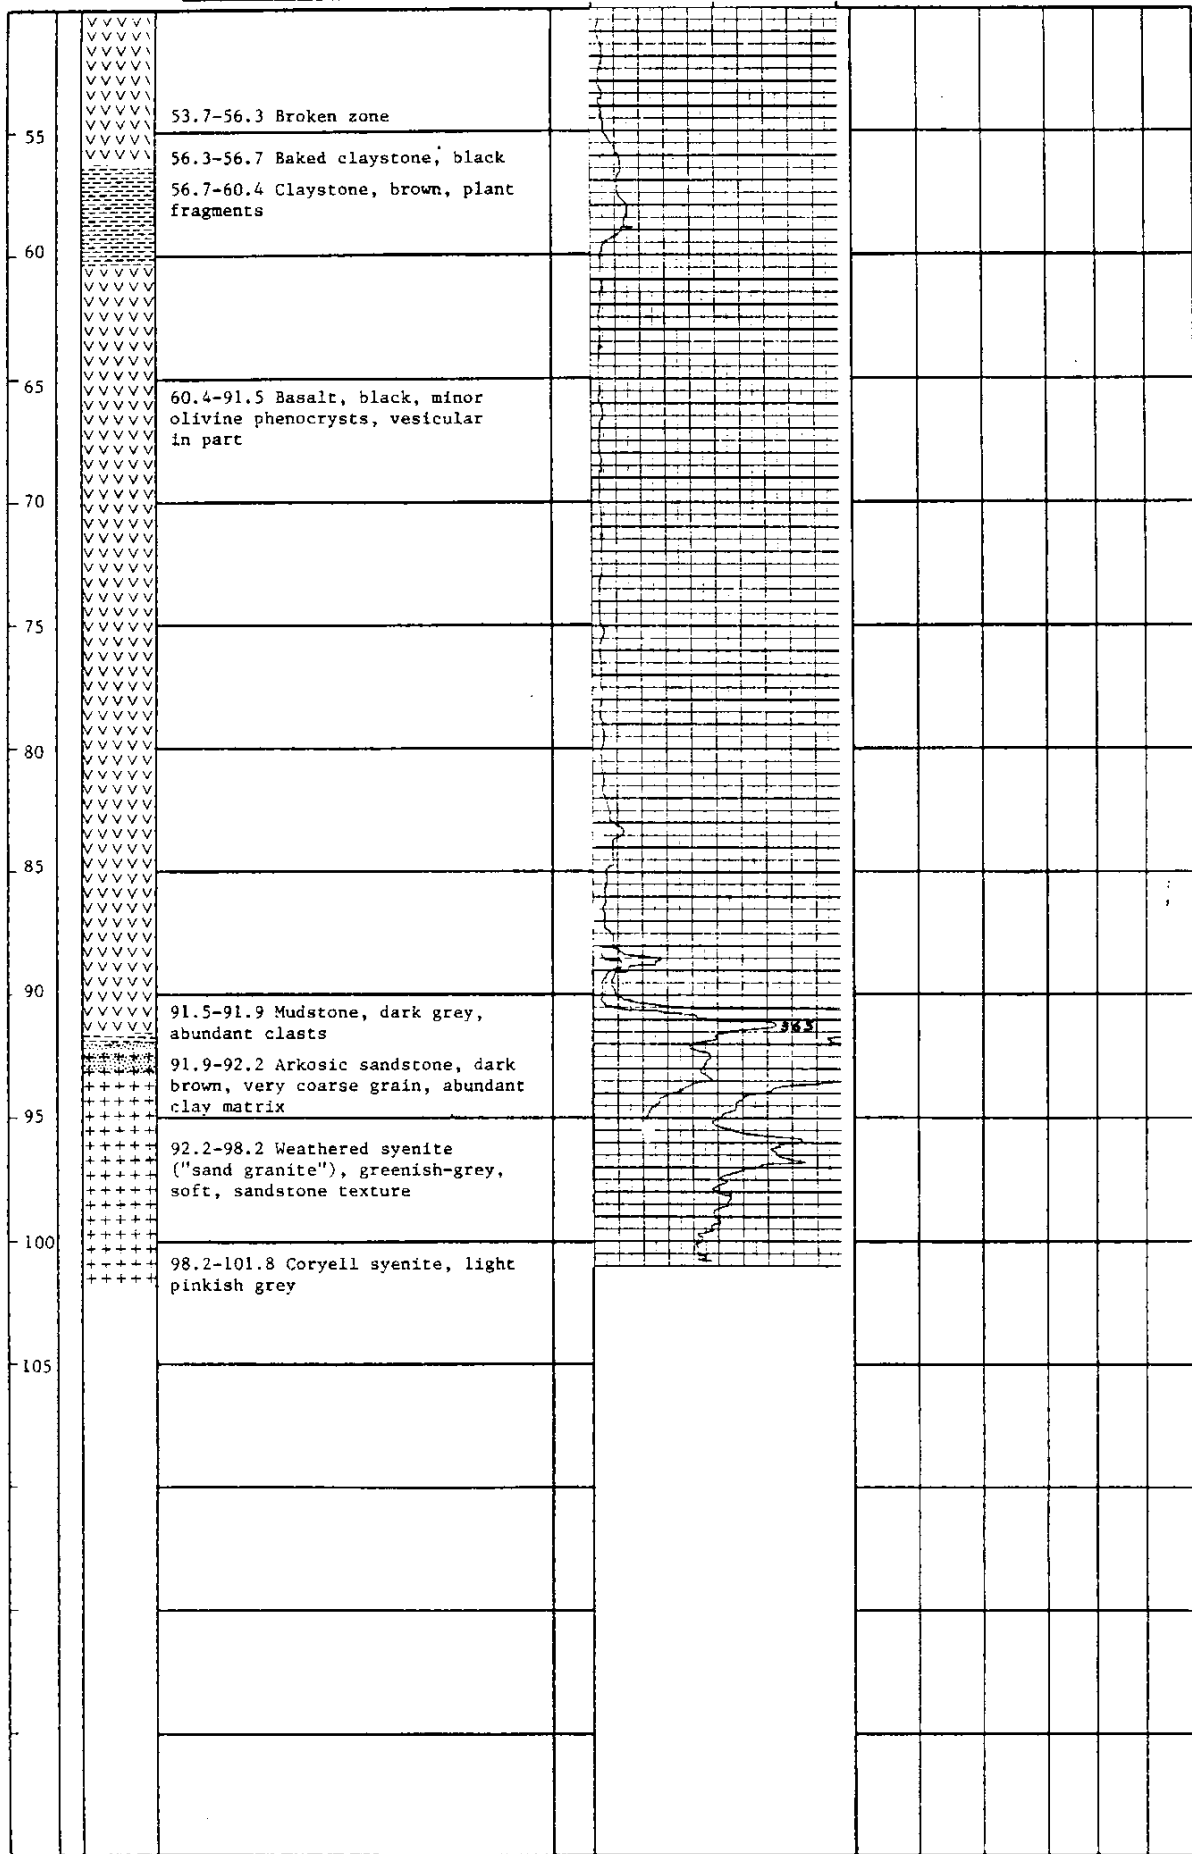 53.7-56.3 Broken zone
55
56.3-56.7 Baked claystone, black
56.7-60.4 Claystone, brown, plant
fragments
60
65
60.4-91.5 Basalt, black, minor
olivine phenocrysts, vesicular
in part
70
75
80
85
90
91.5-91.9 Mudstone, dark grey,
abundant clasts
365
91.9-92.2 Arkosic sandstone, dark
brown, very coarse grain, abundant
clay matrix
95
92.2-98.2 Weathered syenite
("sand granite"), greenish-grey,
soft, sandstone texture
100
98.2-101.8 Coryell syenite, light
pinkish grey
105